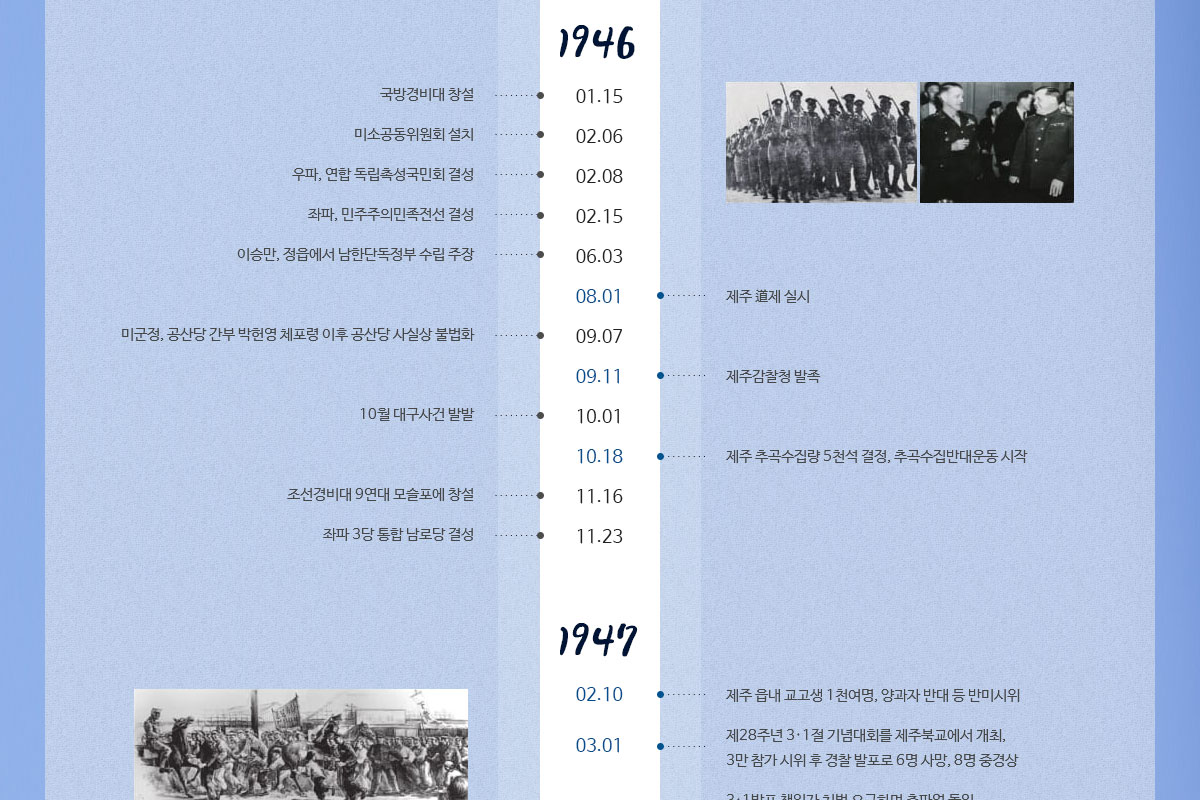 1946
국방경비대 창설
01.15
미소공동위원회 설치
02.06
우파, 연합 독립촉성국민회 결성
02.08
좌파, 민주주의민족전선 결성
02.15
이승만, 정읍에서 남한단독정부 수립 주장
06.03
08.01
제주 道제 실시
미군정, 공산당 간부 박헌영 체포령 이후 공산당 사실상 불법화
09.07
09.11
제주감찰청 발족
10월 대구사건 발발
10.01
10.18
제주 추곡수집량 5천석 결정, 추곡수집반대운동 시작
조선경비대 9연대 모슬포에 창설
11.16
좌파 3당 통합 남로당 결성
11.23
1947
02.10
제주 읍내 교고생 1천여명, 양과자 반대 등 반미시위
03.01
제28주년 3·1절 기념대회를 제주북교에서 개최,
3만 참가 시위 후 경찰 발포로 6명 사망, 8명 중경상